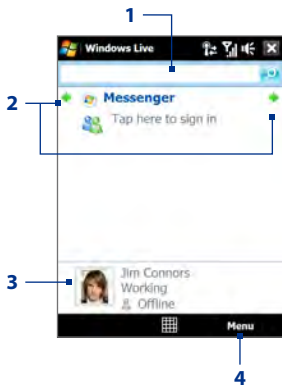 1
Windows Live
2
Messenger
Tap here to sign in
3
Jim Connors
Working
Offline
Menu
4